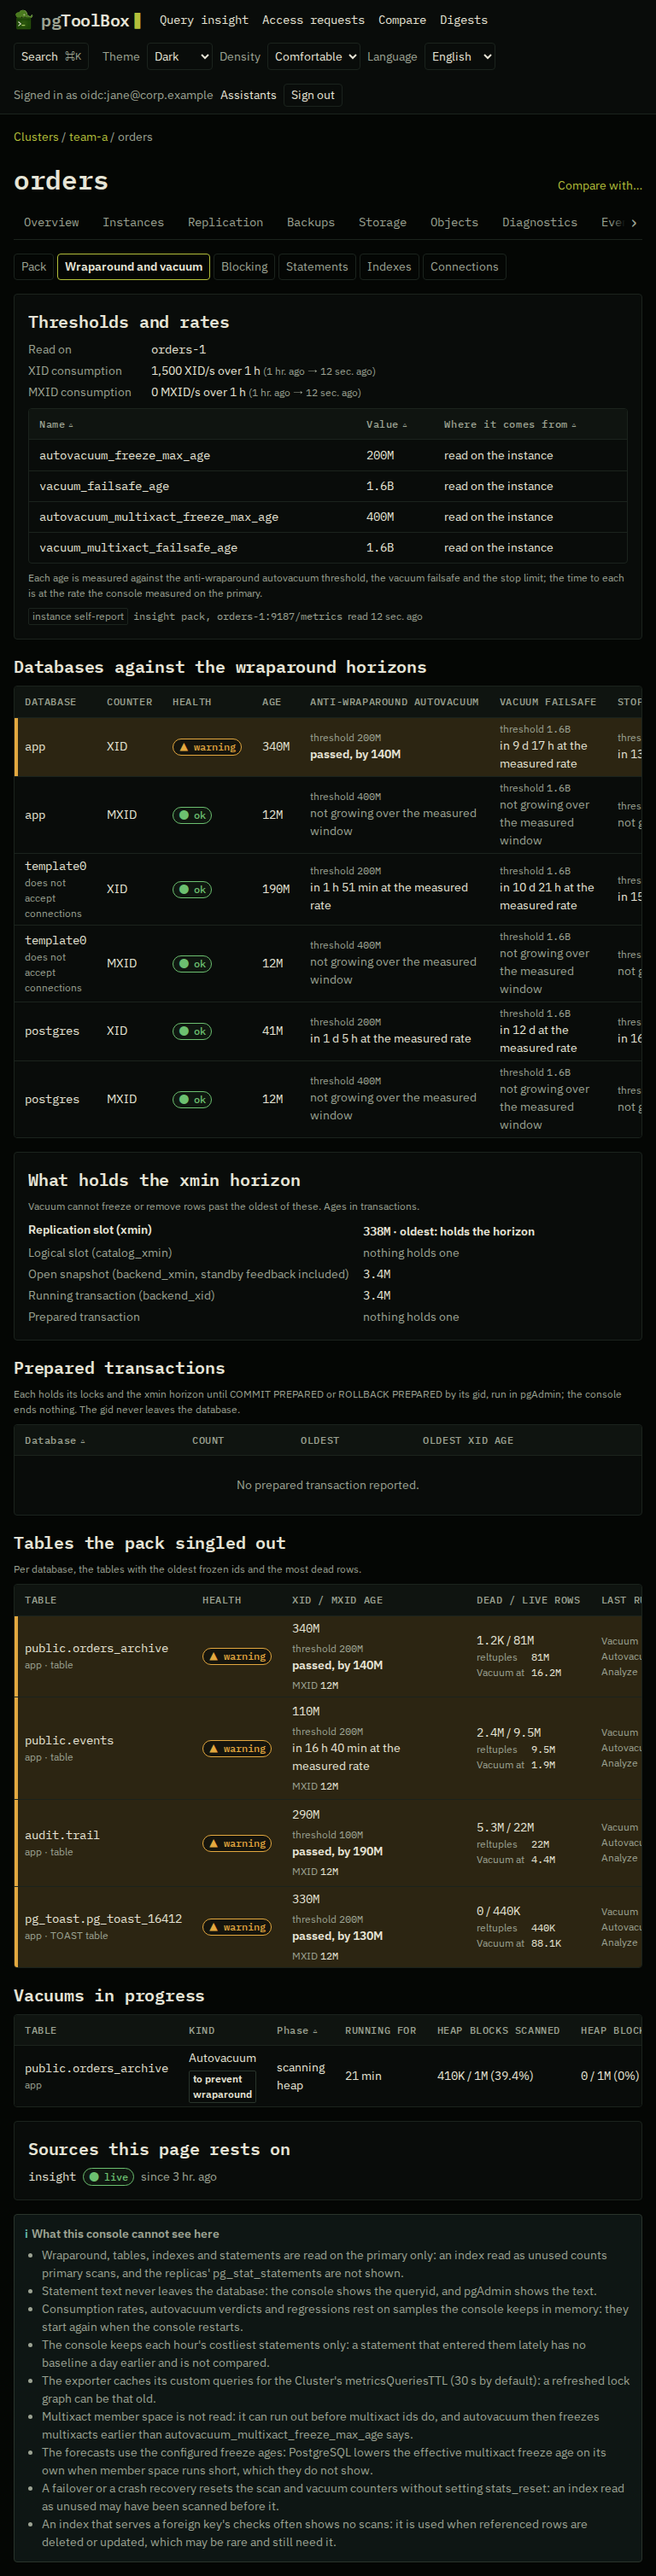 pgToolBox
Query insight Access requests Compare Digests
Search ⌘K Theme Dark Density Comfortable Language English
Signed in as oidc:jane@corp.example Assistants Sign out
Clusters / team-a / orders
orders
Compare with...
Overview Instances Replication Backups Storage Objects Diagnostics
Pack Wraparound and vacuum Blocking Statements Indexes Connections
Thresholds and rates
Read on orders-1
XID consumption 1,500 XID/s over 1 h (1 hr. ago → 12 sec. ago)
MXID consumption 0 MXID/s over 1 h (1 hr. ago → 12 sec. ago)
Name Value Where it comes from
autovacuum_freeze_max_age 200M read on the instance
vacuum_failsafe_age 1.6B read on the instance
autovacuum_multixact_freeze_max_age 400M read on the instance
vacuum_multixact_failsafe_age 1.6B read on the instance
Each age is measured against the anti-wraparound autovacuum threshold, the vacuum failsafe and the stop limit; the time to each
is at the rate the console measured on the primary.
instance self-report insight pack, orders-1:9187/metrics read 12 sec. ago
Databases against the wraparound horizons
DATABASE COUNTER HEALTH AGE ANTI-WRAPAROUND AUTOVACUUM VACUUM FAILSAFE
app XID warning 340M threshold 200M
passed, by 140M
threshold 1.6B
in 9 d 17 h at the
measured rate
app MXID ok 12M threshold 400M
not growing over the measured
window
threshold 1.6B
not growing over
the measured
window
template0
does not
accept
connections
XID ok 190M threshold 200M
in 1 h 51 min at the measured
rate
threshold 1.6B
in 10 d 21 h at the
measured rate
template0
does not
accept
connections
MXID ok 12M threshold 400M
not growing over the measured
window
threshold 1.6B
not growing over
the measured
window
postgres XID ok 41M threshold 200M
in 1 d 5 h at the measured rate
threshold 1.6B
in 12 d at the
measured rate
postgres MXID ok 12M threshold 400M
not growing over the measured
window
threshold 1.6B
not growing over
the measured
window
What holds the xmin horizon
Vacuum cannot freeze or remove rows past the oldest of these. Ages in transactions.
Replication slot (xmin) 338M · oldest: holds the horizon
Logical slot (catalog_xmin) nothing holds one
Open snapshot (backend_xmin, standby feedback included) 3.4M
Running transaction (backend_xid) 3.4M
Prepared transaction nothing holds one
Prepared transactions
Each holds its locks and the xmin horizon until COMMIT PREPARED or ROLLBACK PREPARED by its gid, run in pgAdmin; the console
ends nothing. The gid never leaves the database.
Database COUNT OLDEST OLDEST XID AGE
No prepared transaction reported.
Tables the pack singled out
Per database, the tables with the oldest frozen ids and the most dead rows.
TABLE HEALTH XID / MXID AGE DEAD / LIVE ROWS
public.orders_archive
app · table
warning
340M
threshold 200M
passed, by 140M
MXID 12M
1.2K / 81M
reltuples 81M
Vacuum at 16.2M
Vacuum
Analyze
public.events
app · table
warning
110M
threshold 200M
in 16 h 40 min at the
measured rate
MXID 12M
2.4M / 9.5M
reltuples 9.5M
Vacuum at 1.9M
Vacuum
Analyze
audit.trail
app · table
warning
290M
threshold 100M
passed, by 190M
MXID 12M
5.3M / 22M
reltuples 22M
Vacuum at 4.4M
Vacuum
Analyze
pg_toast.pg_toast_16412
app · TOAST table
warning
330M
threshold 200M
passed, by 130M
MXID 12M
0 / 440K
reltuples 440K
Vacuum at 88.1K
Vacuum
Analyze
Vacuums in progress
TABLE KIND Phase RUNNING FOR HEAP BLOCKS SCANNED HEAP
public.orders_archive
app
Autovacuum
to prevent
wraparound
scanning
heap
21 min 410K / 1M (39.4%) 0 / 1M (0%)
Sources this page rests on
insight live since 3 hr. ago
i What this console cannot see here
• Wraparound, tables, indexes and statements are read on the primary only: an index read as unused counts
primary scans, and the replicas' pg_stat_statements are not shown.
• Statement text never leaves the database: the console shows the queryid, and pgAdmin shows the text.
• Consumption rates, autovacuum verdicts and regressions rest on samples the console keeps in memory: they
start again when the console restarts.
• The console keeps each hour's costliest statements only: a statement that entered them lately has no
baseline a day earlier and is not compared.
• The exporter caches its custom queries for the Cluster's metricsQueriesTTL (30 s by default): a refreshed lock
graph can be that old.
• Multixact member space is not read: it can run out before multixact ids do, and autovacuum then freezes
multixacts earlier than autovacuum_multixact_freeze_max_age says.
• The forecasts use the configured freeze ages: PostgreSQL lowers the effective multixact freeze age on its
own when member space runs short, which they do not show.
• A failover or a crash recovery resets the scan and vacuum counters without setting stats_reset: an index read
as unused may have been scanned before it.
• An index that serves a foreign key's checks often shows no scans: it is used when referenced rows are
deleted or updated, which may be rare and still need it.